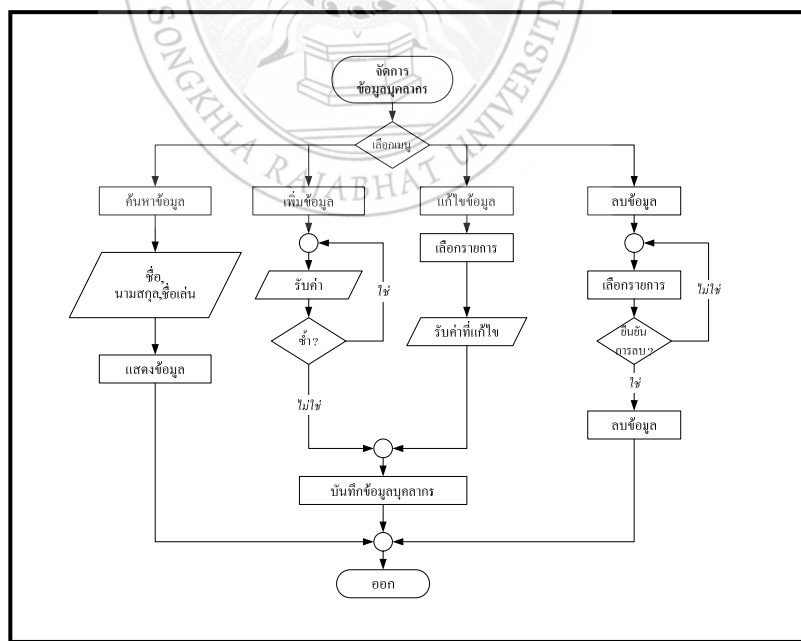 SONGKHLA RAJABHAT UNIVERSITY
จัดการ
ข้อมูลบุคลากร
เลือกเมนู
ค้นหาข้อมูล
เพิ่มข้อมูล
แก้ไขข้อมูล
ลบข้อมูล
ชื่อ,
นามสกุล,ชื่อเล่น
แสดงข้อมูล
รับค่า
ซ้ำ?
ใช่
ไม่ใช่
เลือกรายการ
รับค่าที่แก้ไข
เลือกรายการ
ยืนยัน
การลบ?
ไม่ใช่
ใช่
ลบข้อมูล
บันทึกข้อมูลบุคลากร
ออก